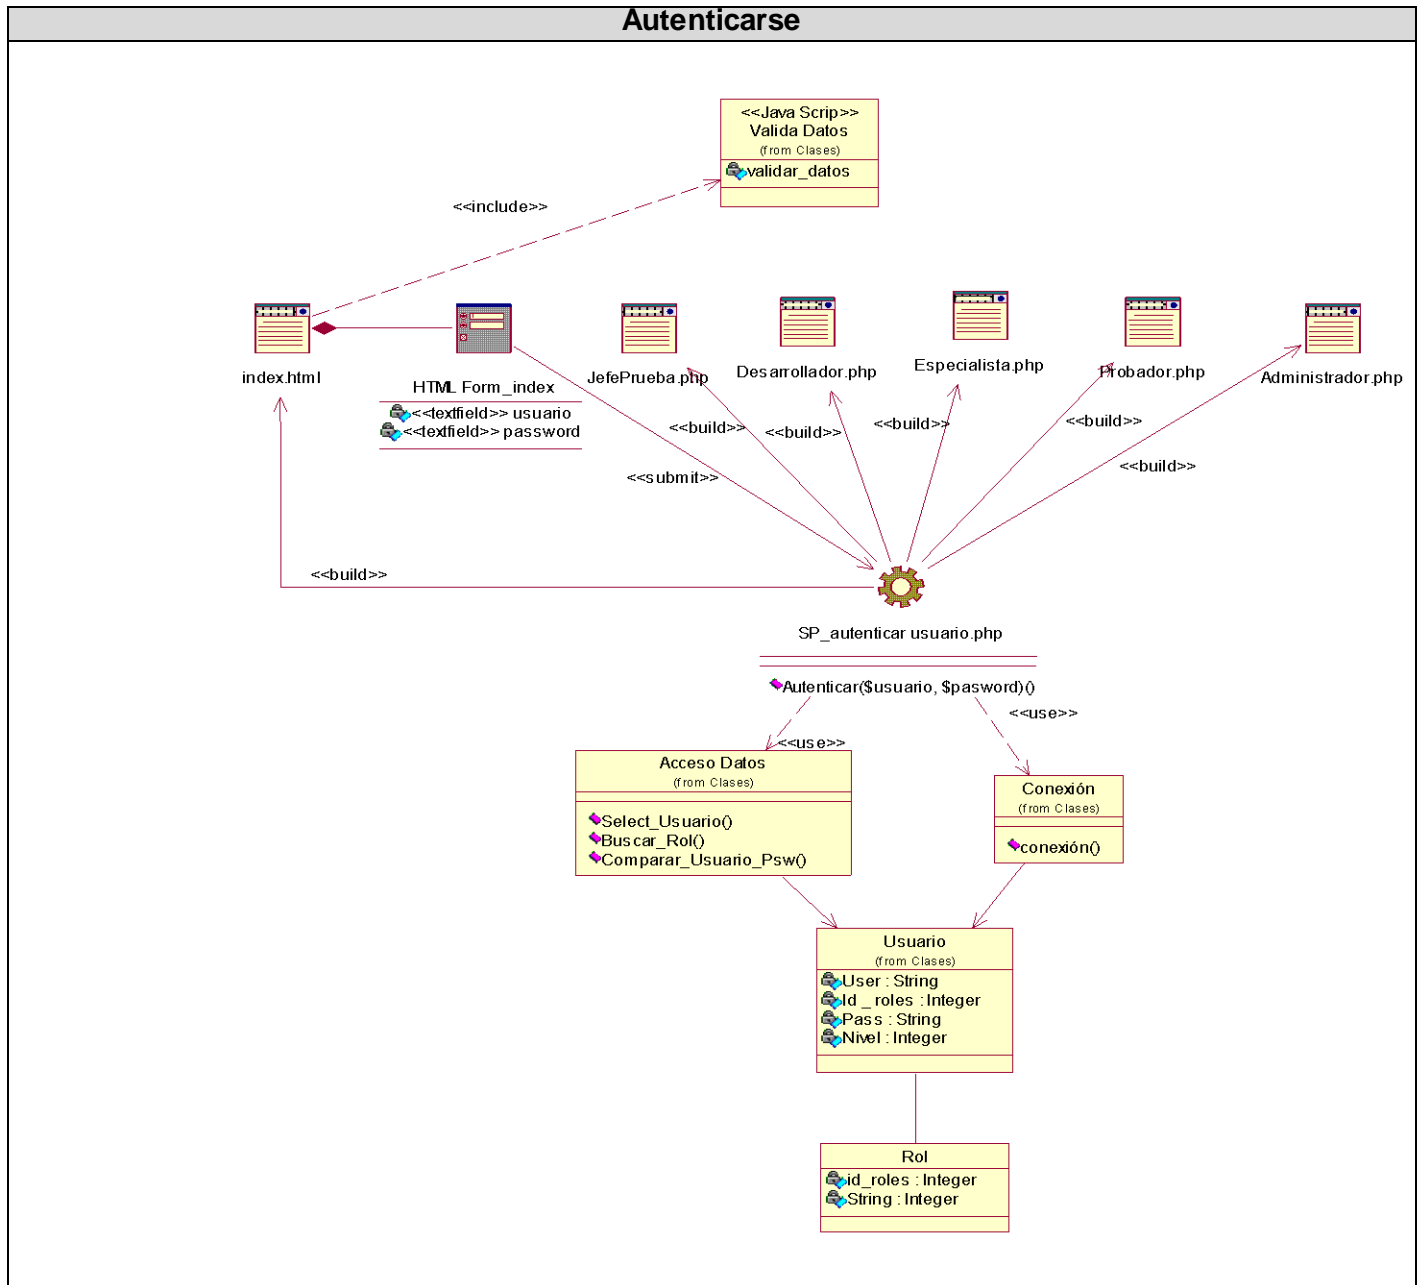 Autenticarse
<<Java Scrip>>
Valida Datos
(from Clases)
validar_datos
<<include>>
index.html
HTML Form_index
<<textfield>> usuario
<<textfield>> password
JefePrueba.php
Desarrollador.php
Especialista.php
Probador.php
Administrador.php
<<build>>
<<build>>
<<build>>
<<build>>
<<build>>
<<submit>>
<<build>>
SP_autenticar usuario.php
Autenticar($usuario, $pasword)()
<<use>>
<<use>>
Acceso Datos
(from Clases)
Select_Usuario()
Buscar_Rol()
Comparar_Usuario_Psw()
Conexión
(from Clases)
conexión()
Usuario
(from Clases)
User : String
Id _ roles : Integer
Pass : String
Nivel : Integer
Rol
id_roles : Integer
String : Integer